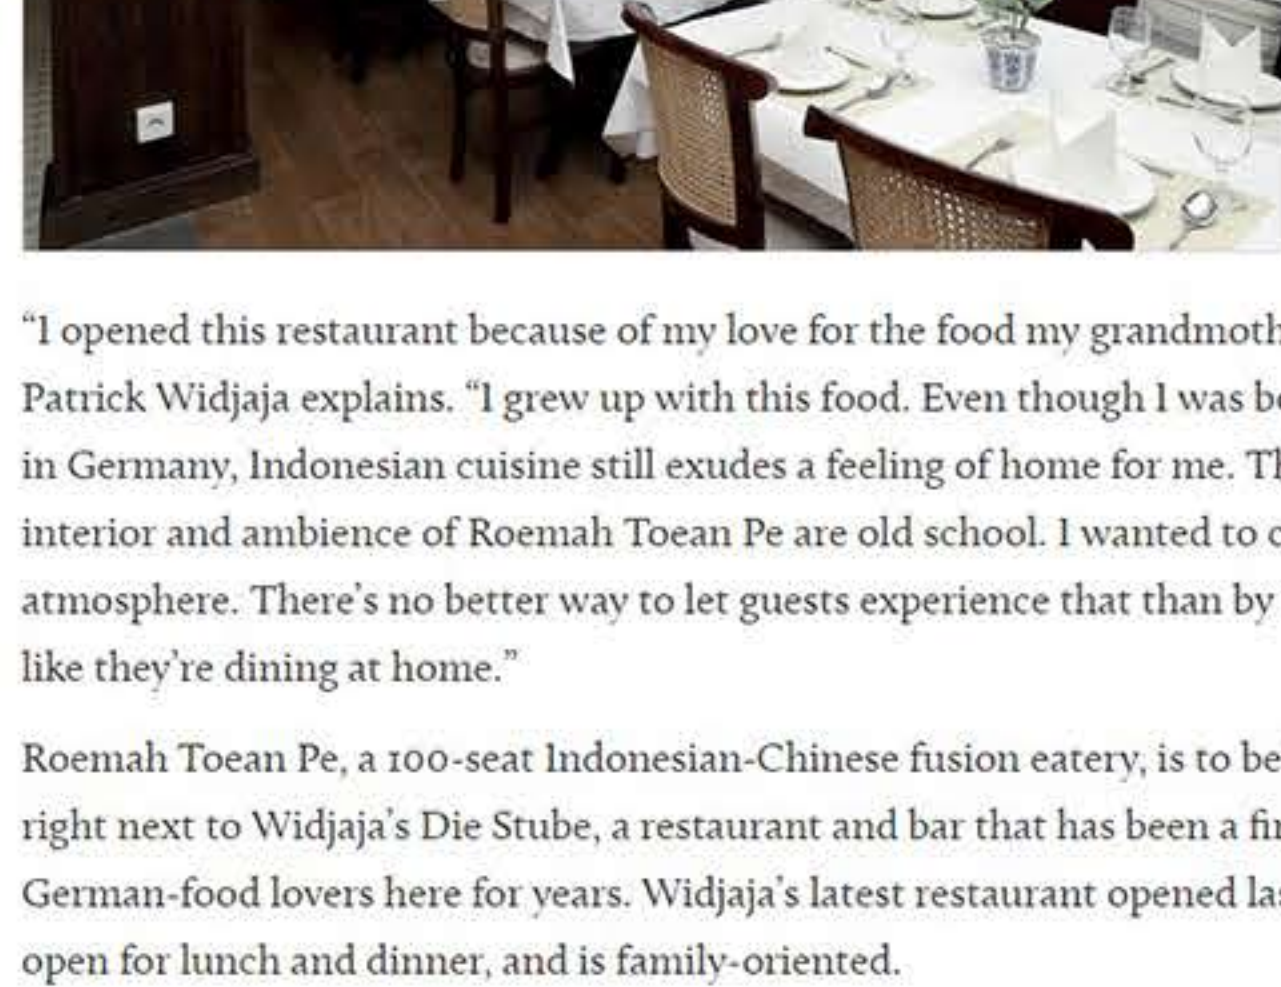 “I opened this restaurant because of my love for the food my
Patrick Widjaja explains. “I grew up with this food. Even though I was
in Germany, Indonesian cuisine still exudes a feeling of home for me.
interior and ambience of Roemah Toean Pe are old school. I wanted to
atmosphere. There’s no better way to let guests experience that than by
like they’re dining at home.”
Roemah Toean Pe, a 100-seat Indonesian-Chinese fusion eatery, is to be
right next to Widjaja’s Die Stube, a restaurant and bar that has been a
German-food lovers here for years. Widjaja’s latest restaurant opened
open for lunch and dinner, and is family-oriented.